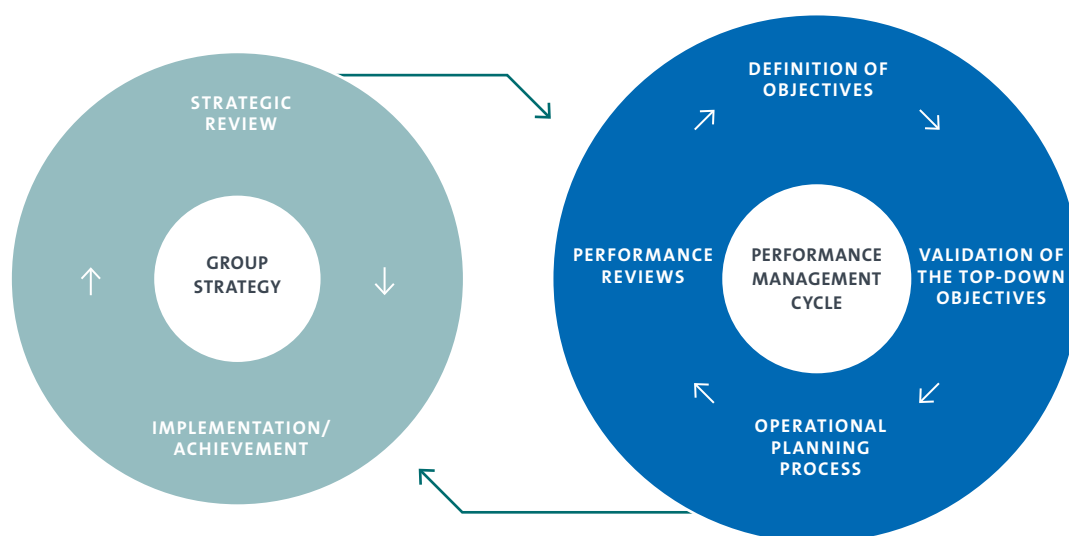 STRATEGIC
REVIEW
GROUP
STRATEGY
IMPLEMENTATION/
ACHIEVEMENT
DEFINITION OF
OBJECTIVES
PERFORMANCE
REVIEWS
PERFORMANCE
MANAGEMENT
CYCLE
VALIDATION OF
THE TOP-DOWN
OBJECTIVES
OPERATIONAL
PLANNING
PROCESS